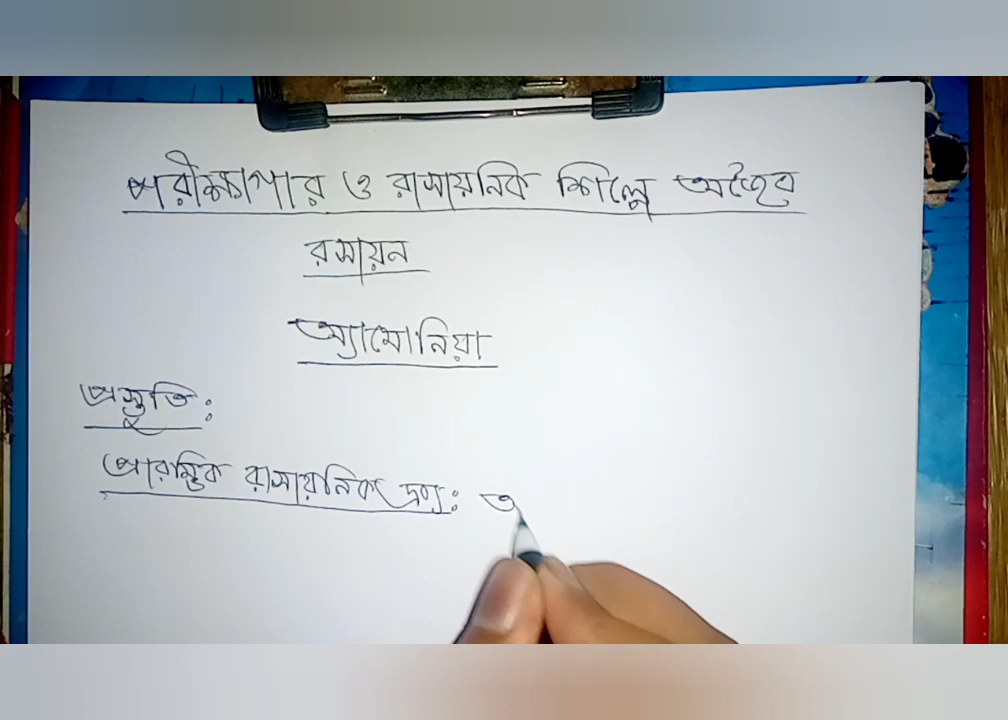 পরীক্ষাগার ও রাসায়নিক শিল্পে অজৈব
রসায়ন
অ্যামোনিয়া
প্রস্তুতি:
প্রারম্ভিক রাসায়নিক দ্রব্য: